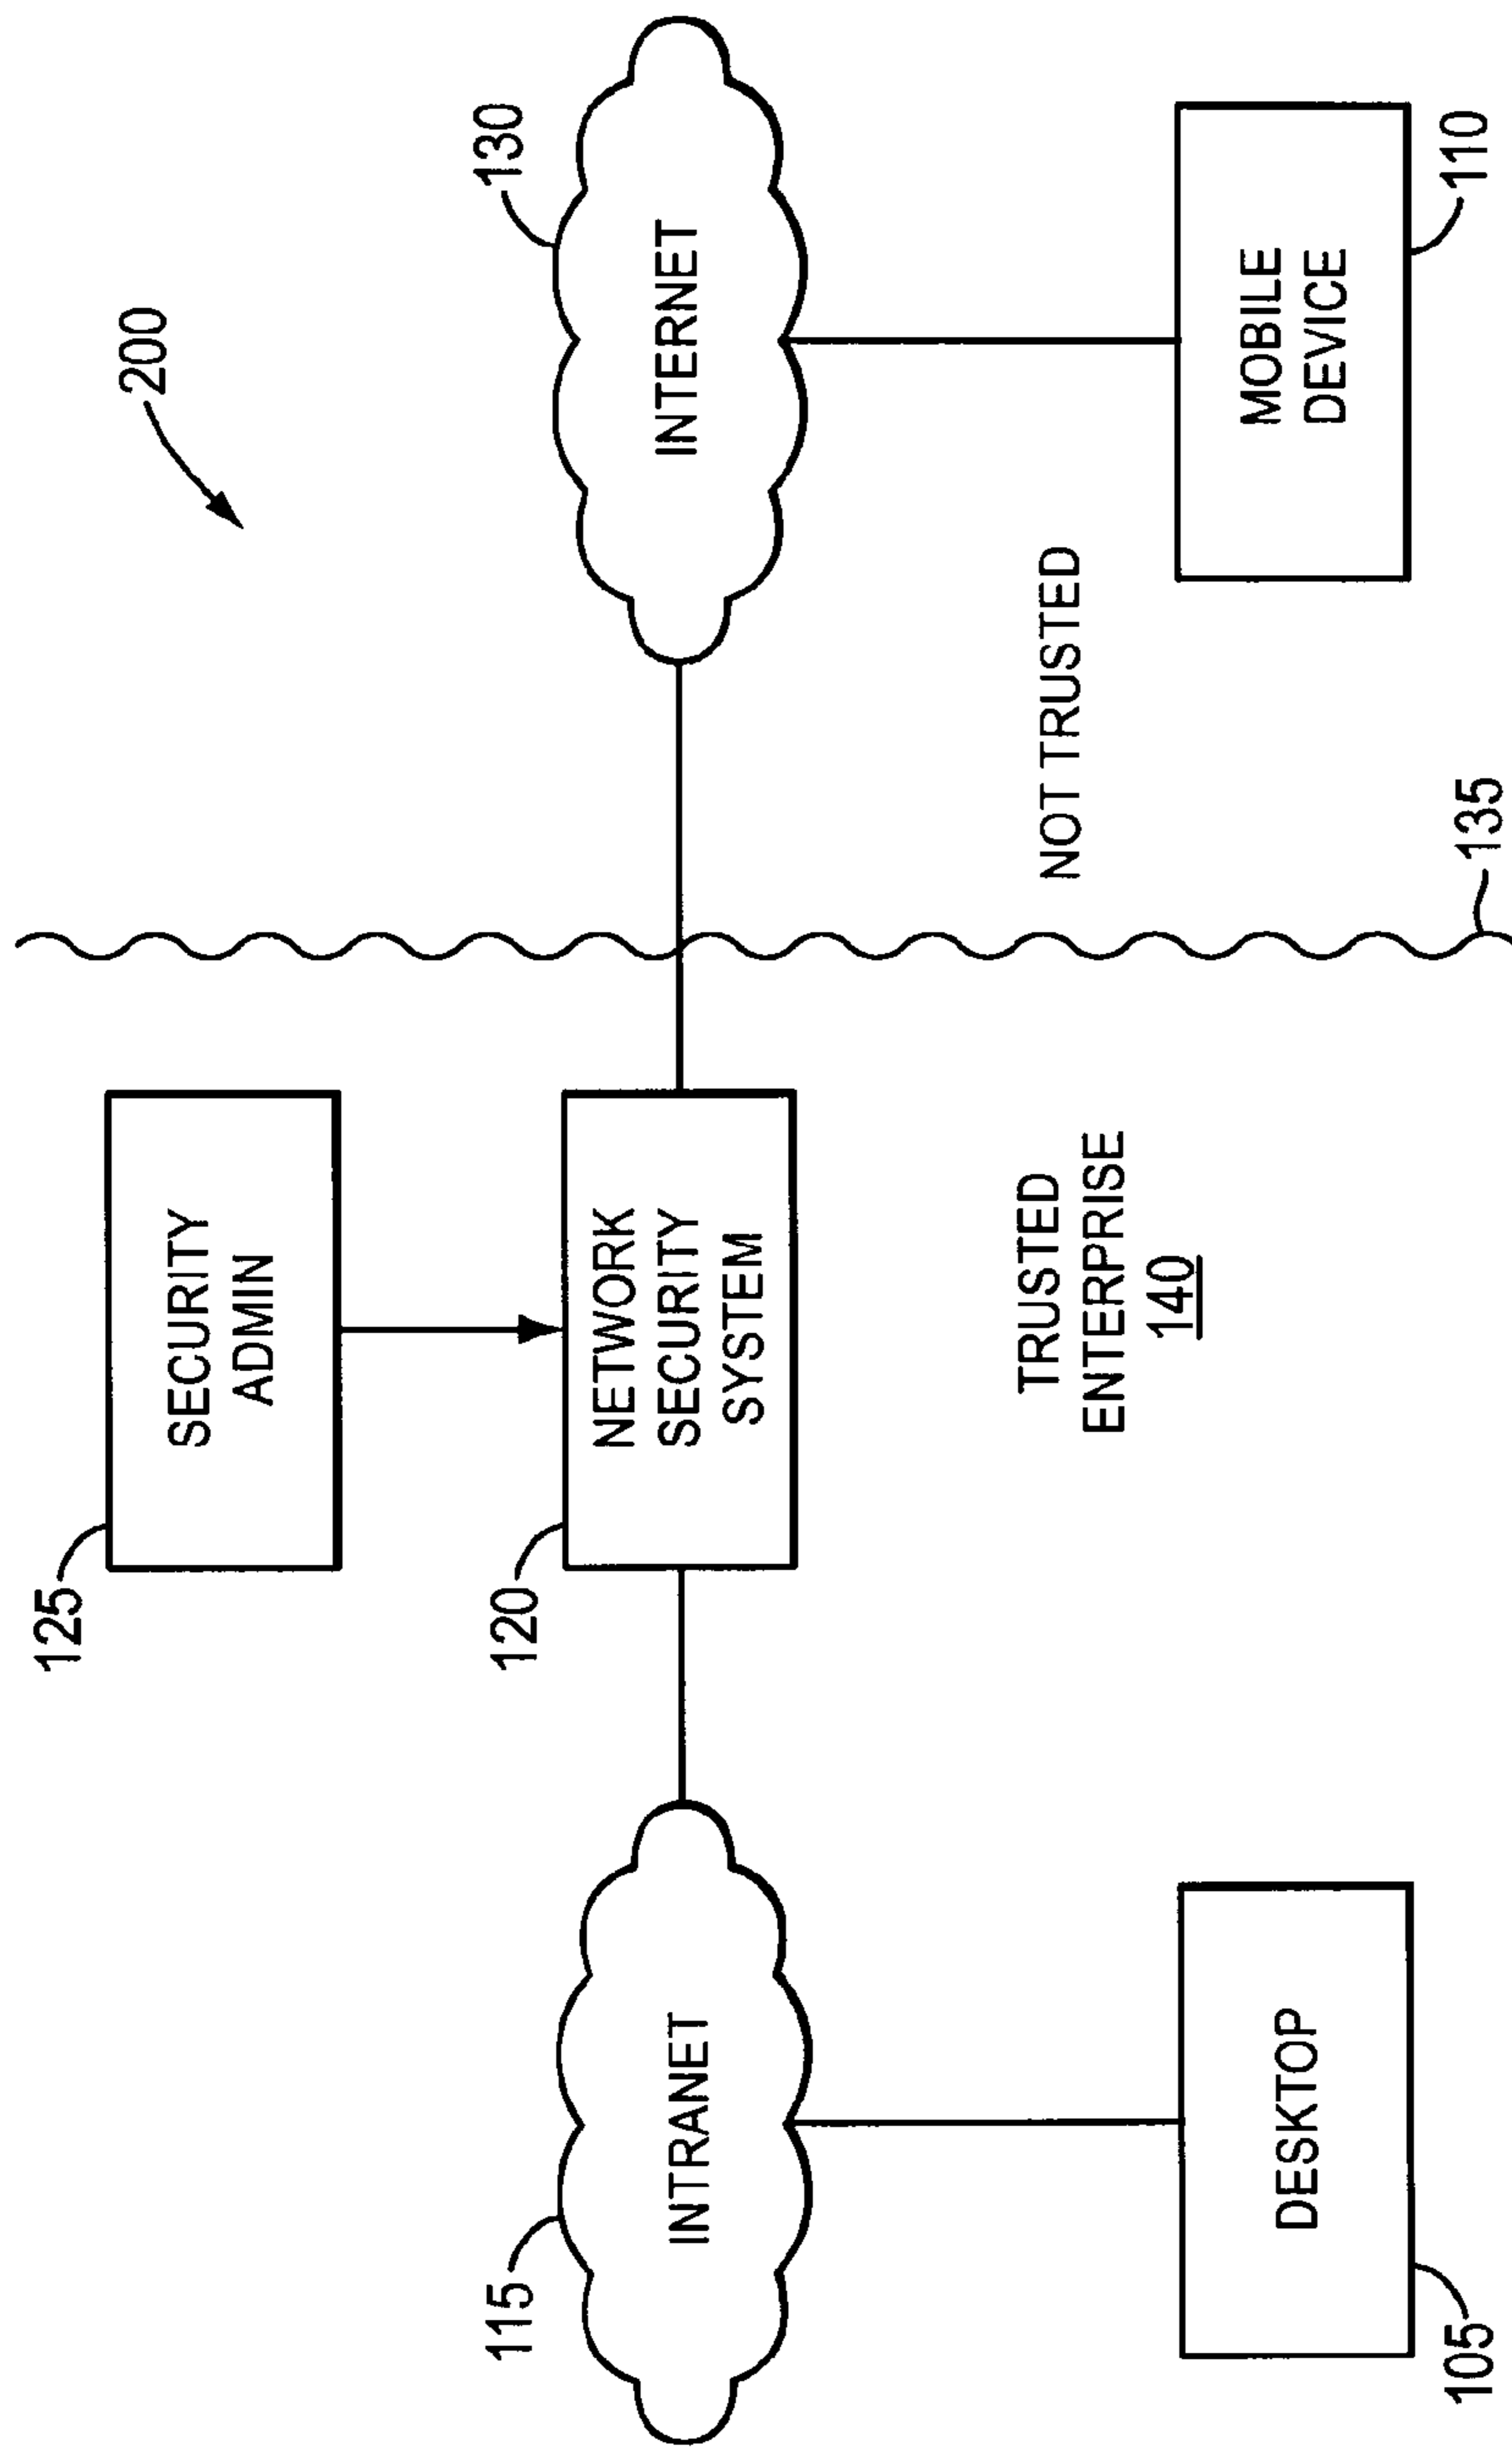 200
125
SECURITY
ADMIN
130
INTERNET
120
NETWORK
SECURITY
SYSTEM
115
INTRANET
NOT TRUSTED
TRUSTED
ENTERPRISE
140
MOBILE
DEVICE
110
DESKTOP
105
135